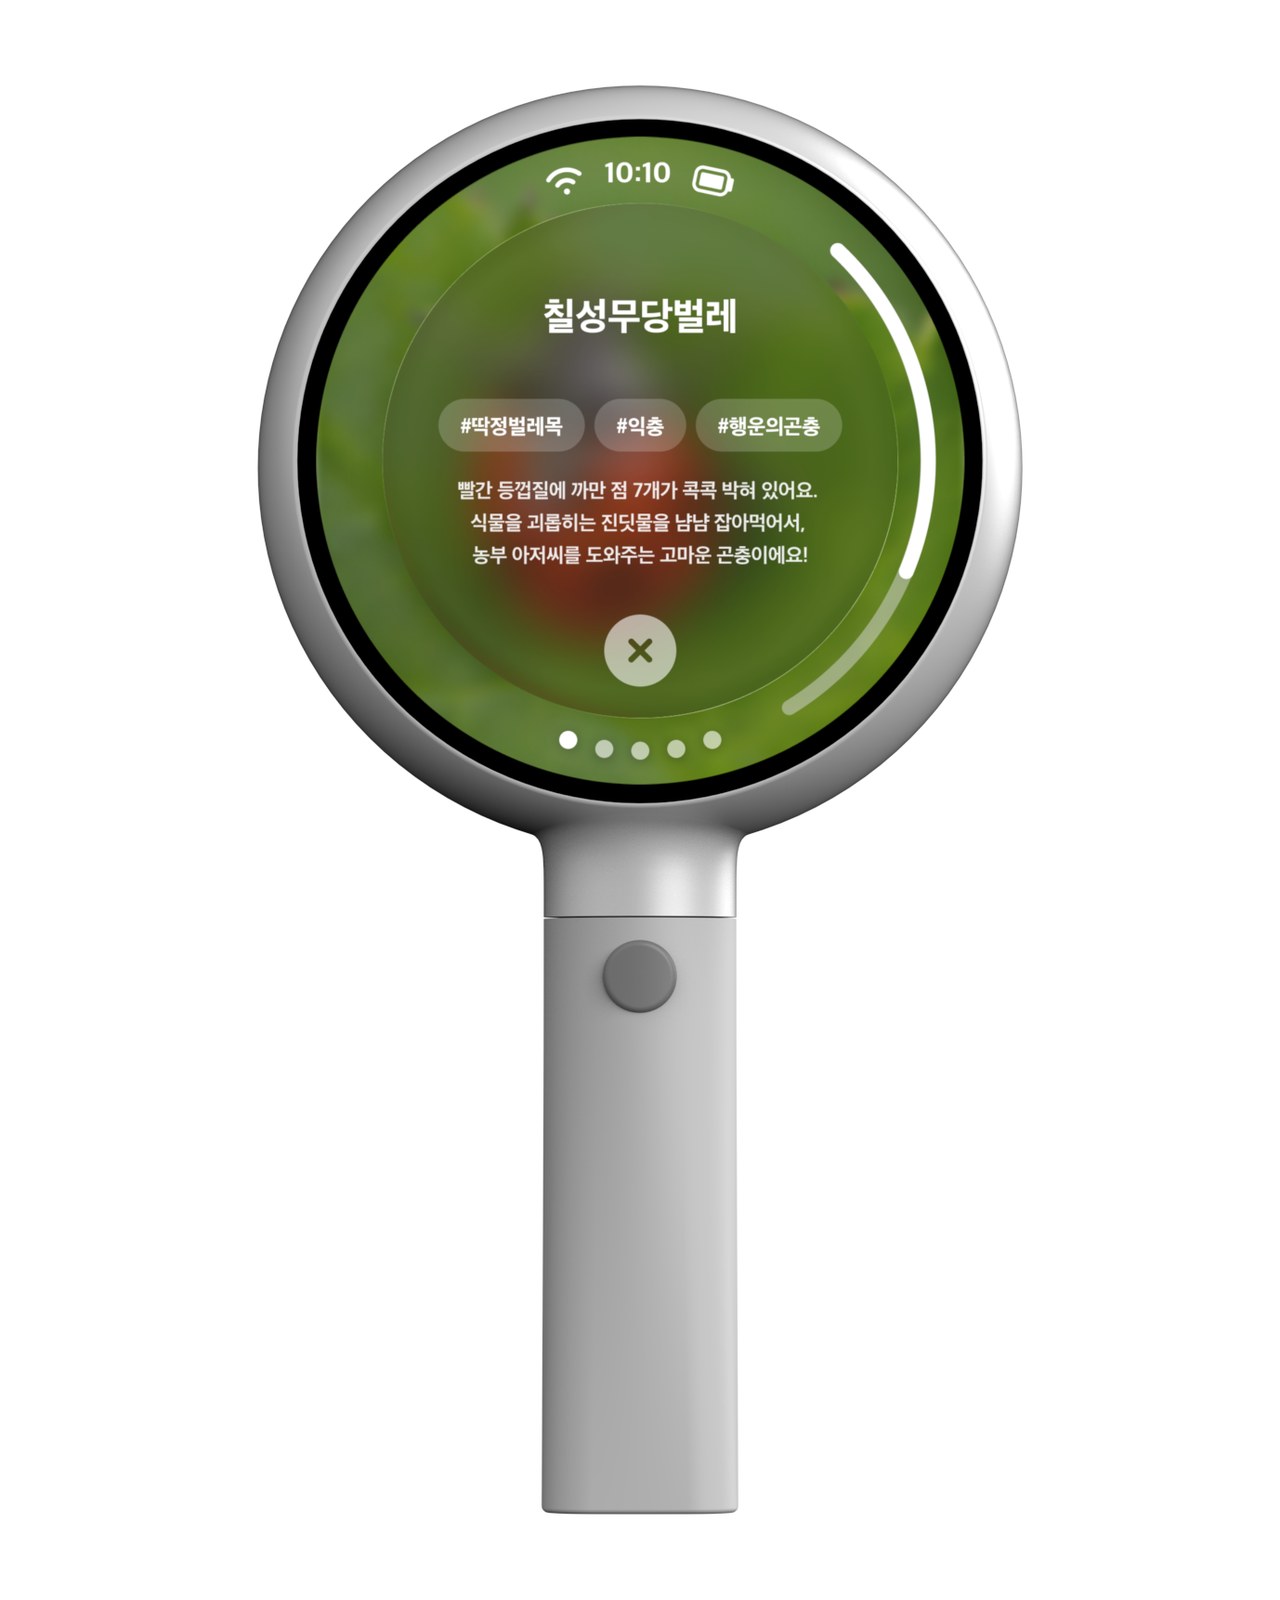 10:10
칠성무당벌레
#딱정벌레목 #익충 #행운의곤충
빨간 등껍질에 까만 점 7개가 콕콕 박혀 있어요.
식물을 괴롭히는 진딧물을 냠냠 잡아먹어서,
농부 아저씨를 도와주는 고마운 곤충이에요!